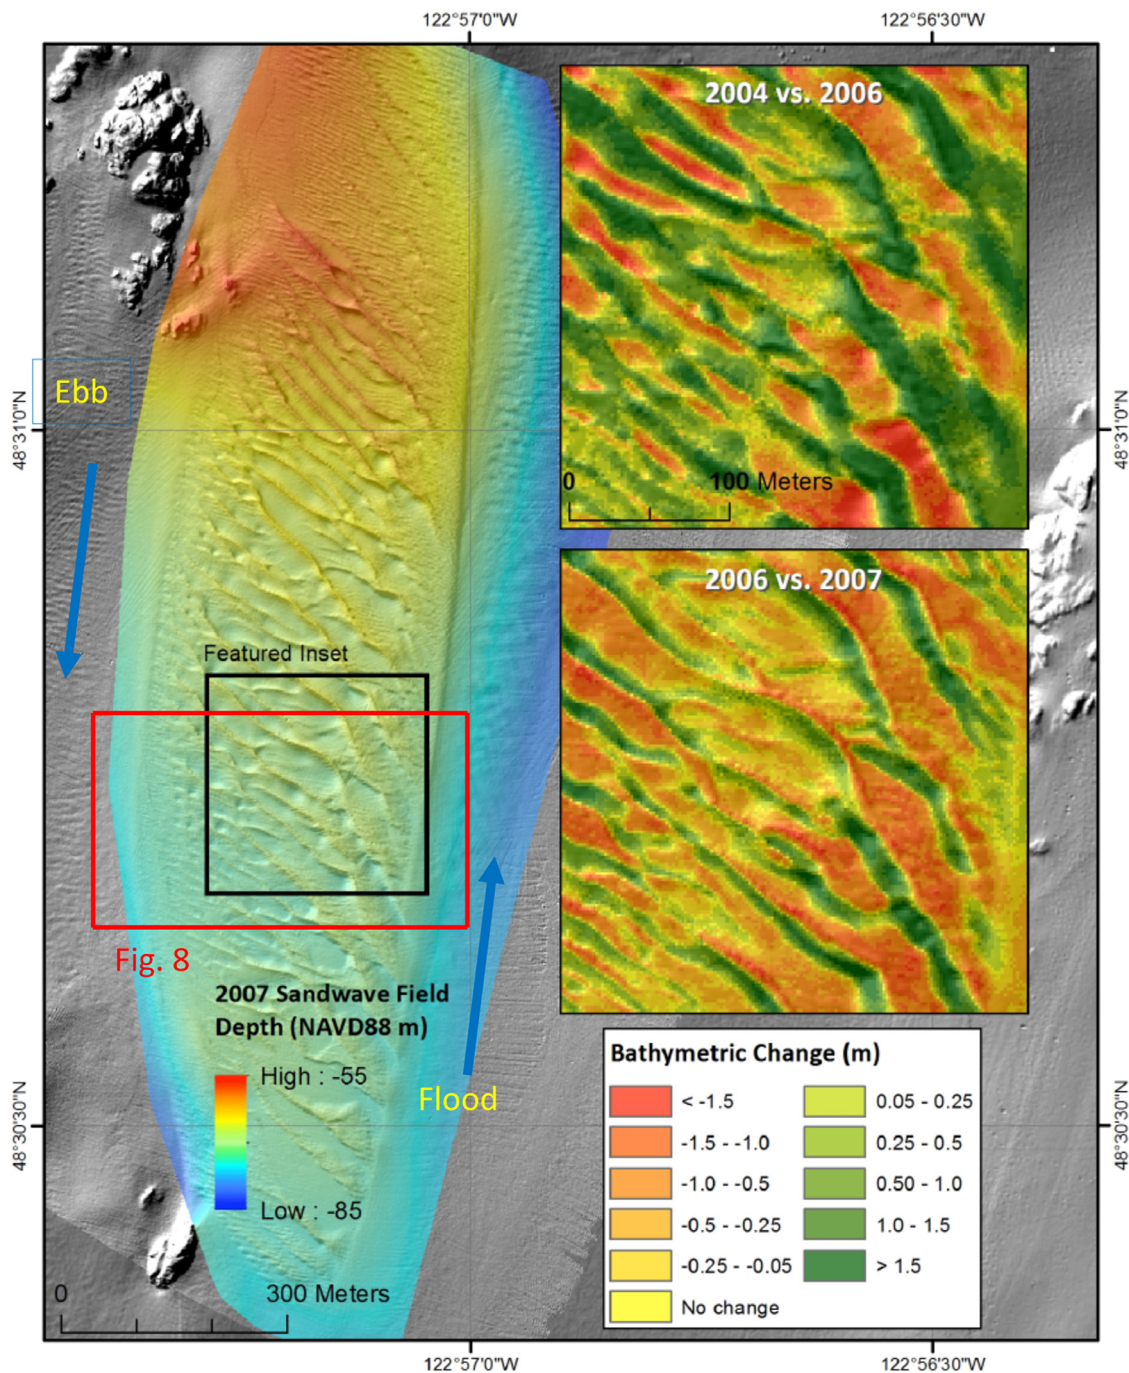 122°57'0"W
122°56'30"W
2004 vs. 2006
Ebb
48°31'0"N
48°31'0"N
0
100 Meters
2006 vs. 2007
Featured Inset
Fig. 8
2007 Sandwave Field
Depth (NAVD88 m)
High : -55
Low : -85
Flood
Bathymetric Change (m)
< -1.5
-1.5 - -1.0
-1.0 - -0.5
-0.5 - -0.25
-0.25 - -0.05
No change
0.05 - 0.25
0.25 - 0.5
0.50 - 1.0
1.0 - 1.5
> 1.5
48°30'30"N
48°30'30"N
0
300 Meters
122°57'0"W
122°56'30"W